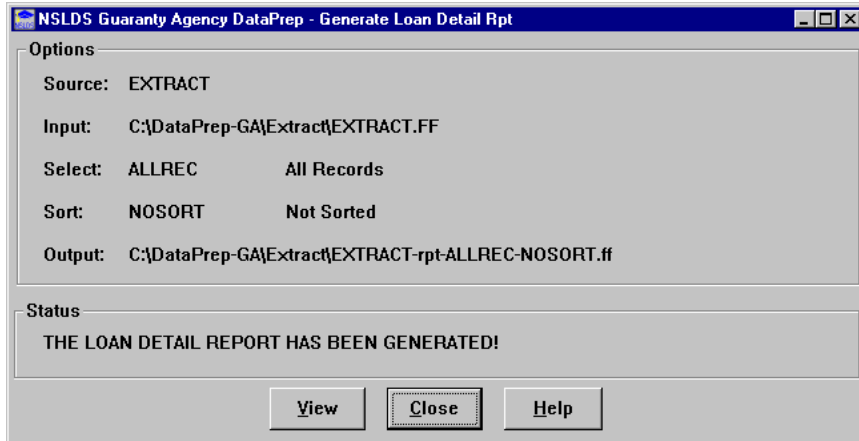 NSLDS Guaranty Agency DataPrep - Generate Loan Detail Rpt
Options
Source: EXTRACT
Input: C:\DataPrep-GA\Extract\EXTRACT.FF
Select: ALLREC All Records
Sort: NOSORT Not Sorted
Output: C:\DataPrep-GA\Extract\EXTRACT-rpt-ALLREC-NOSORT.ff
Status
THE LOAN DETAIL REPORT HAS BEEN GENERATED!
View Close Help